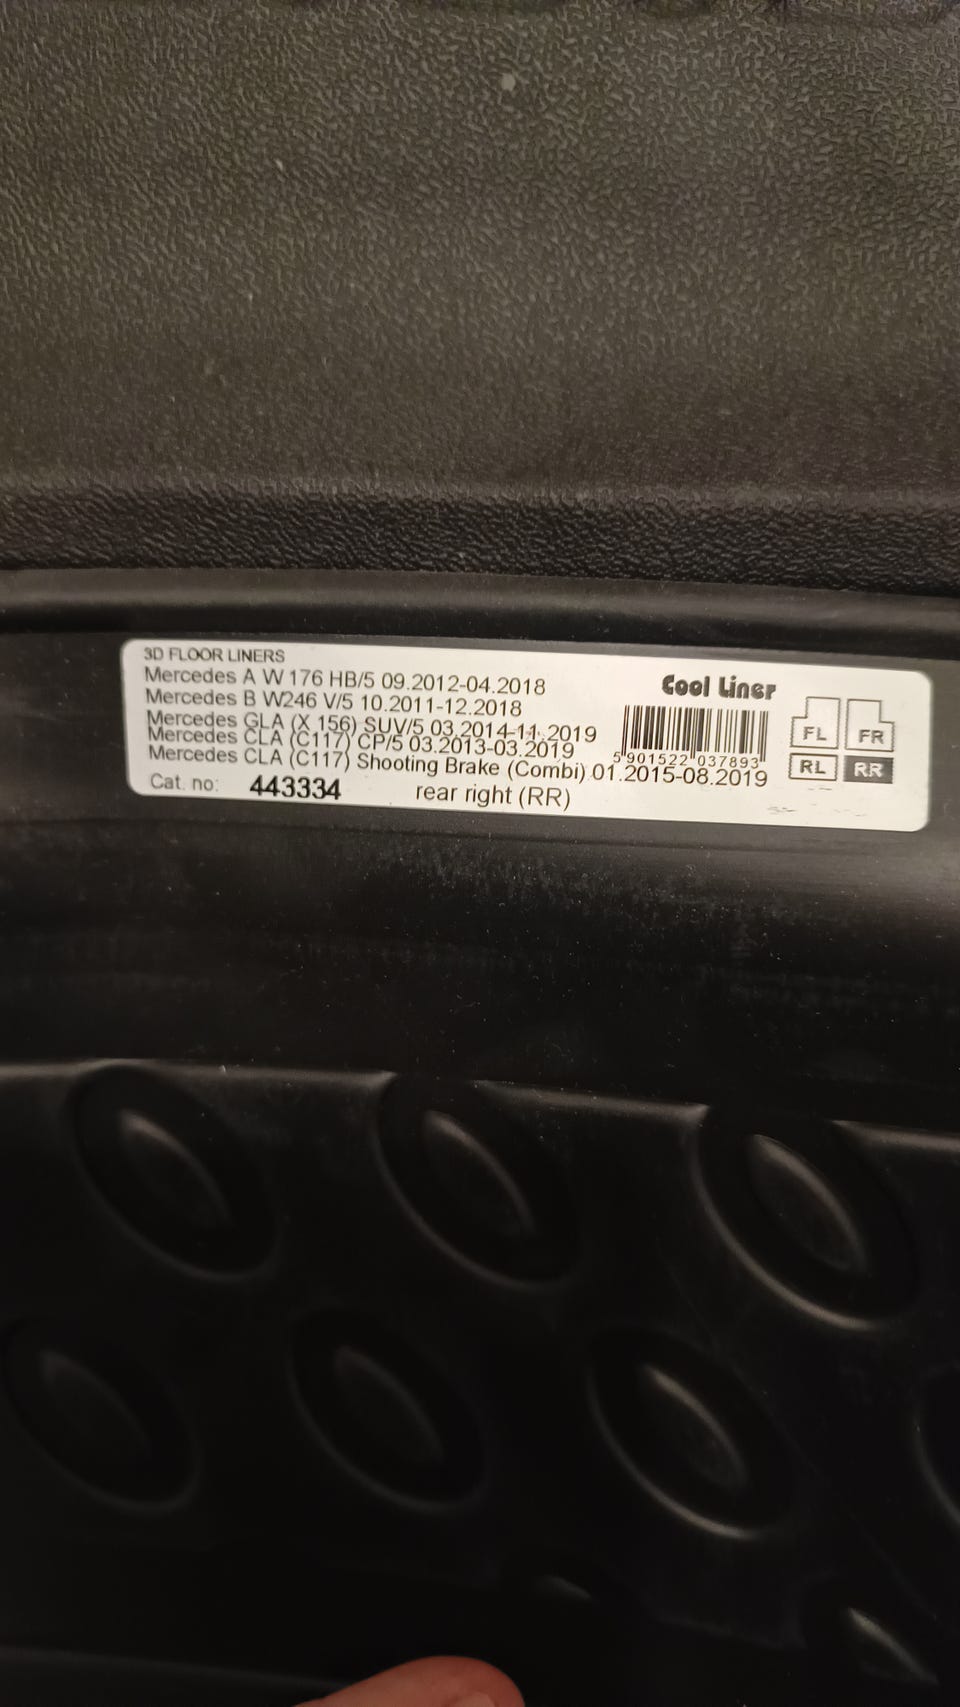 3D FLOOR LINERS
Mercedes A W 176 HB/5 09.2012-04.2018
Mercedes B W246 V/5 10.2011-12.2018
Mercedes GLA (X 156) SUV/5 03.2014-11.2019
Mercedes CLA (C117) CP/5 03.2013-03.2019
Mercedes CLA (C117) Shooting Brake (Combi) 01.2015-08.2019
Cat. no: 443334 rear right (RR)
Cool Liner
5 901522 037893
FL FR
RL RR